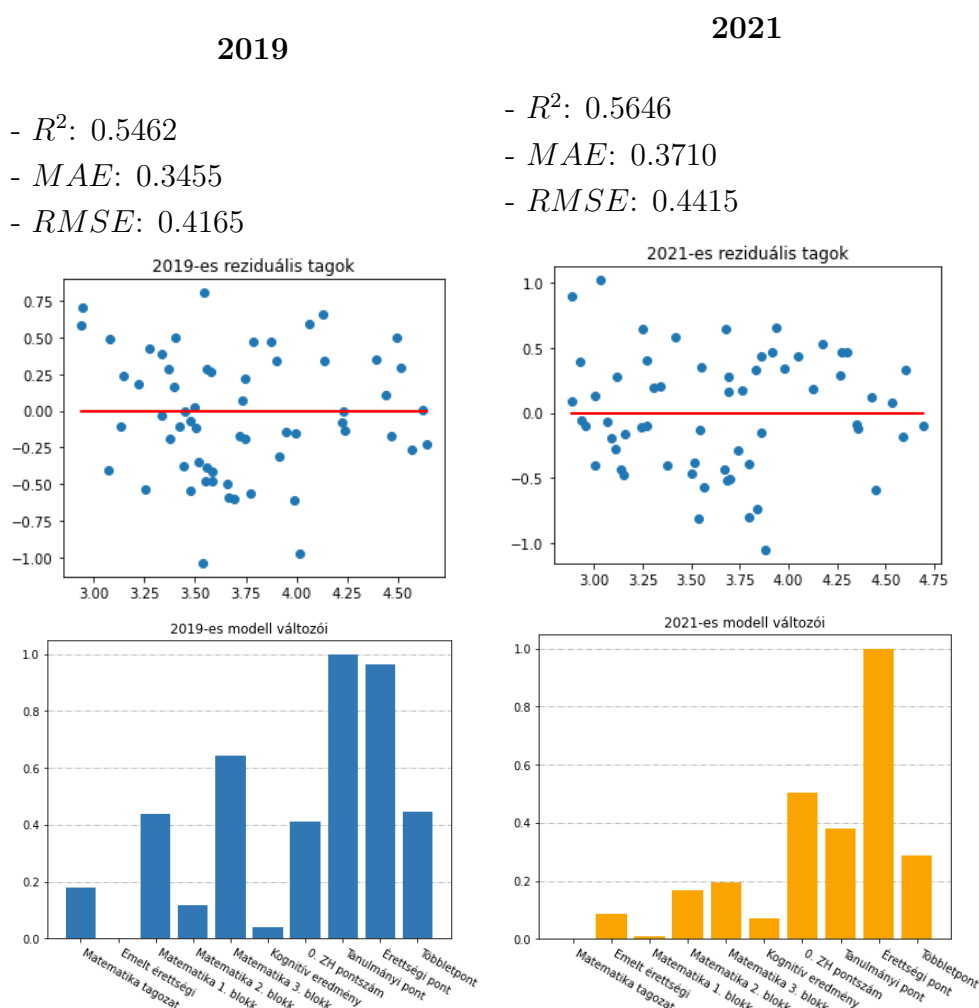 2019
- R²: 0.5462
- MAE: 0.3455
- RMSE: 0.4165
2019-es reziduális tagok
0.75
0.50
0.25
0.00
−0.25
−0.50
−0.75
−1.00
3.00 3.25 3.50 3.75 4.00 4.25 4.50
2019-es modell változói
1.0
0.8
0.6
0.4
0.2
0.0
Matematika tagozat
Emelt érettségi
Matematika 1. blokk
Matematika 2. blokk
Matematika 3. blokk
Kognitív eredmény
0. ZH pontszám
Tanulmányi pont
Érettségi pont
Többletpont
2021
- R²: 0.5646
- MAE: 0.3710
- RMSE: 0.4415
2021-es reziduális tagok
1.0
0.5
0.0
−0.5
−1.0
3.00 3.25 3.50 3.75 4.00 4.25 4.50 4.75
2021-es modell változói
1.0
0.8
0.6
0.4
0.2
0.0
Matematika tagozat
Emelt érettségi
Matematika 1. blokk
Matematika 2. blokk
Matematika 3. blokk
Kognitív eredmény
0. ZH pontszám
Tanulmányi pont
Érettségi pont
Többletpont